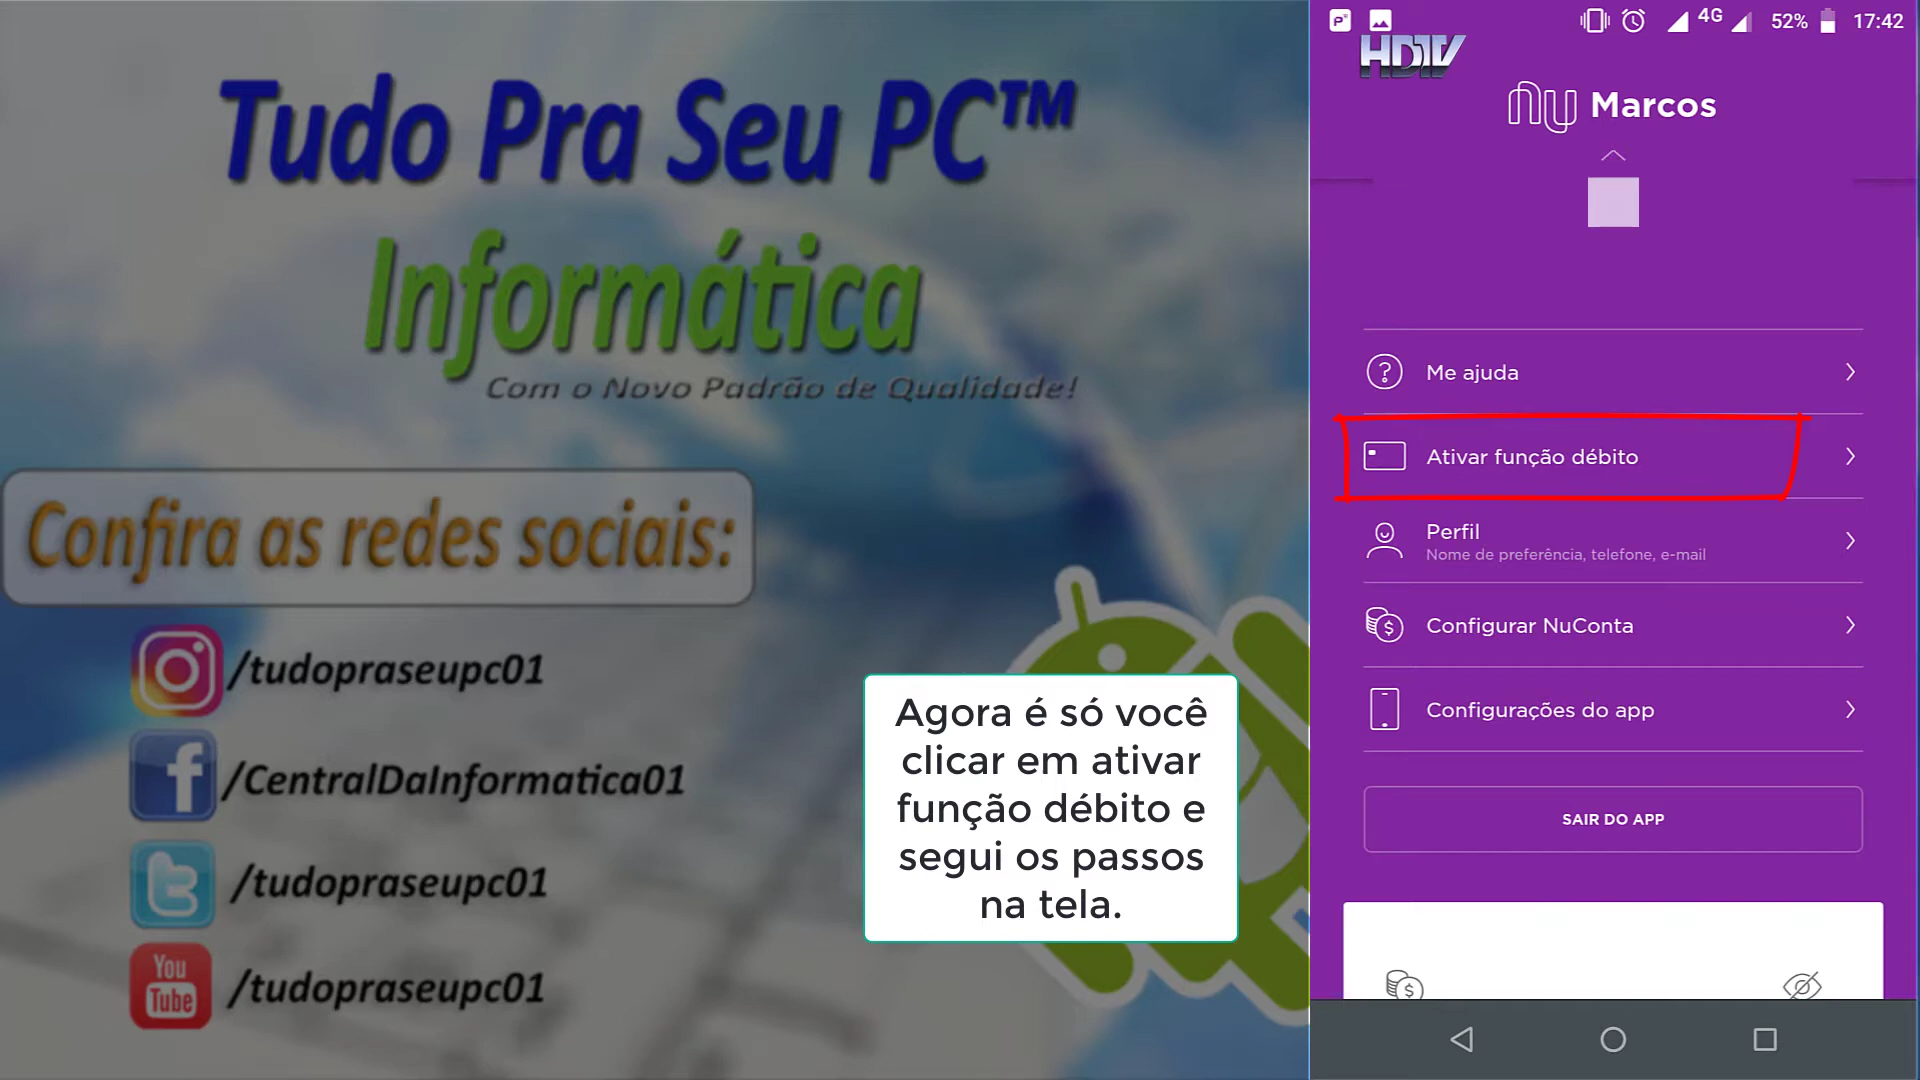 Tudo Pra Seu PC™
Informática
Com o Novo Padrão de Qualidade!
Confira as redes sociais:
/tudopraseupc01
/CentralDaInformatica01
/tudopraseupc01
You
Tube
/tudopraseupc01
Agora é só você
clicar em ativar
função débito e
segui os passos
na tela.
4G 52% 17:42
HDTV
nu Marcos
Me ajuda
Ativar função débito
Perfil
Nome de preferência, telefone, e-mail
Configurar NuConta
Configurações do app
SAIR DO APP